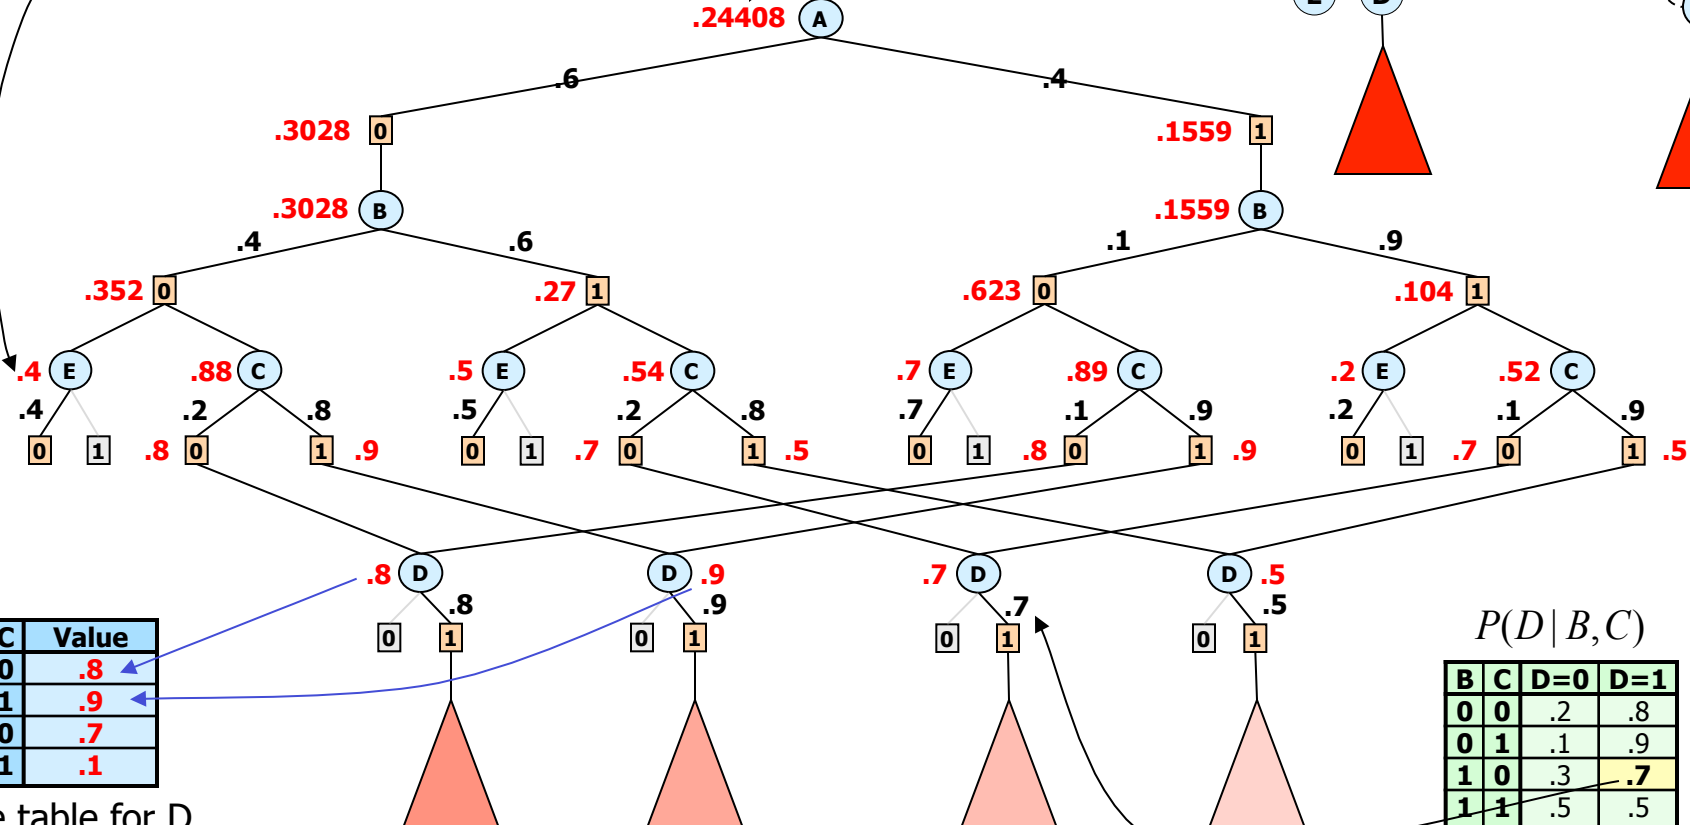 .24408 A
.6 .4
.3028 0 .1559 1
.3028 B .1559 B
.4 .6 .1 .9
.352 0 .27 1 .623 0 .104 1
.4 E .88 C .5 E .54 C .7 E .89 C .2 E .52 C
.4 .2 .8 .5 .2 .8 .7 .1 .9 .2 .1 .9
0 1 .8 0 1 .9 0 1 .7 0 1 .5 0 1 .8 0 1 .9 0 1 .7 0 1 .5
.8 D D .9 .7 D D .5
.8 .9 .7 .5
0 1 0 1 0 1 0 1
C Value
0 .8
1 .9
0 .7
1 .1
e table for D
P(D | B,C)
B C D=0 D=1
0 0 .2 .8
0 1 .1 .9
1 0 .3 .7
1 1 .5 .5